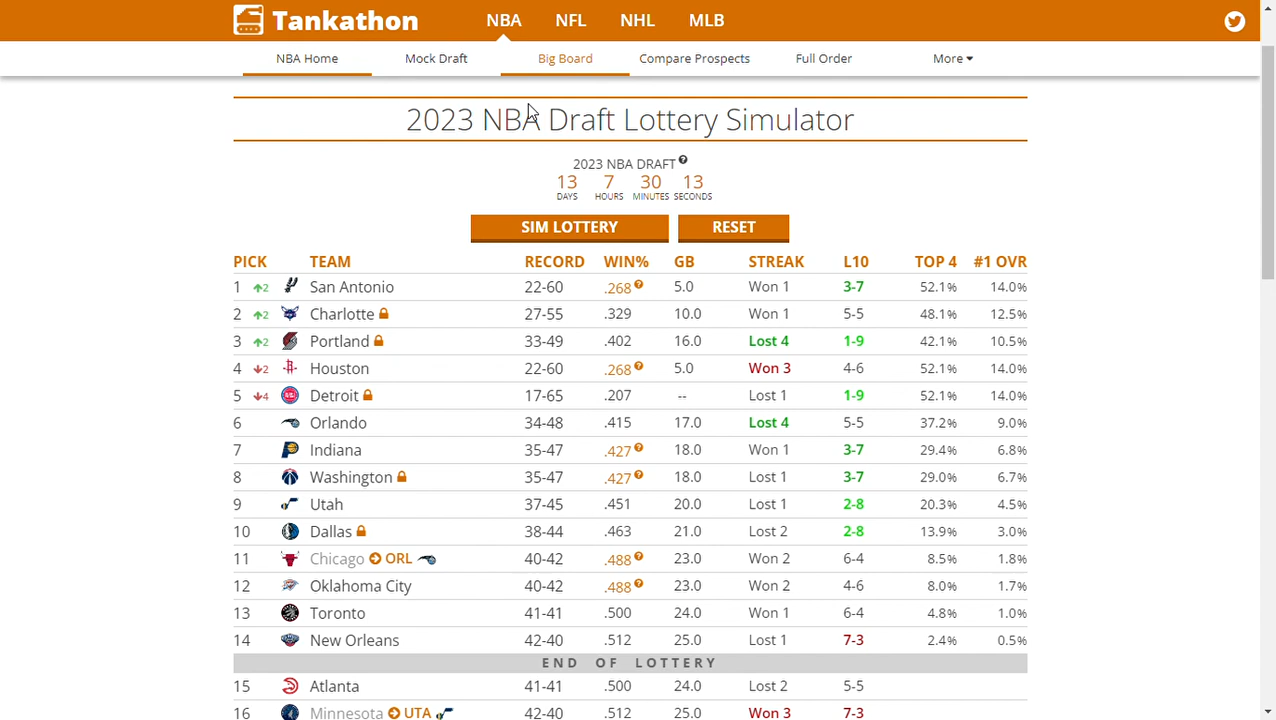 Tankathon NBA NFL NHL MLB
NBA Home Mock Draft Big Board Compare Prospects Full Order More
2023 NBA Draft Lottery Simulator
2023 NBA DRAFT ?
13 7 30 13
DAYS HOURS MINUTES SECONDS
SIM LOTTERY RESET
PICK TEAM RECORD WIN% GB STREAK L10 TOP 4 #1 OVR
1 2 San Antonio 22-60 .268 ? 5.0 Won 1 3-7 52.1% 14.0%
2 2 Charlotte 27-55 .329 10.0 Won 1 5-5 48.1% 12.5%
3 2 Portland 33-49 .402 16.0 Lost 4 1-9 42.1% 10.5%
4 2 Houston 22-60 .268 ? 5.0 Won 3 4-6 52.1% 14.0%
5 4 Detroit 17-65 .207 -- Lost 1 1-9 52.1% 14.0%
6 Orlando 34-48 .415 17.0 Lost 4 5-5 37.2% 9.0%
7 Indiana 35-47 .427 ? 18.0 Won 1 3-7 29.4% 6.8%
8 Washington 35-47 .427 ? 18.0 Lost 1 3-7 29.0% 6.7%
9 Utah 37-45 .451 20.0 Lost 1 2-8 20.3% 4.5%
10 Dallas 38-44 .463 21.0 Lost 2 2-8 13.9% 3.0%
11 Chicago ORL 40-42 .488 ? 23.0 Won 2 6-4 8.5% 1.8%
12 Oklahoma City 40-42 .488 ? 23.0 Won 2 4-6 8.0% 1.7%
13 Toronto 41-41 .500 24.0 Won 1 6-4 4.8% 1.0%
14 New Orleans 42-40 .512 25.0 Lost 1 7-3 2.4% 0.5%
END OF LOTTERY
15 Atlanta 41-41 .500 24.0 Lost 2 5-5
16 Minnesota UTA 42-40 .512 25.0 Won 3 7-3